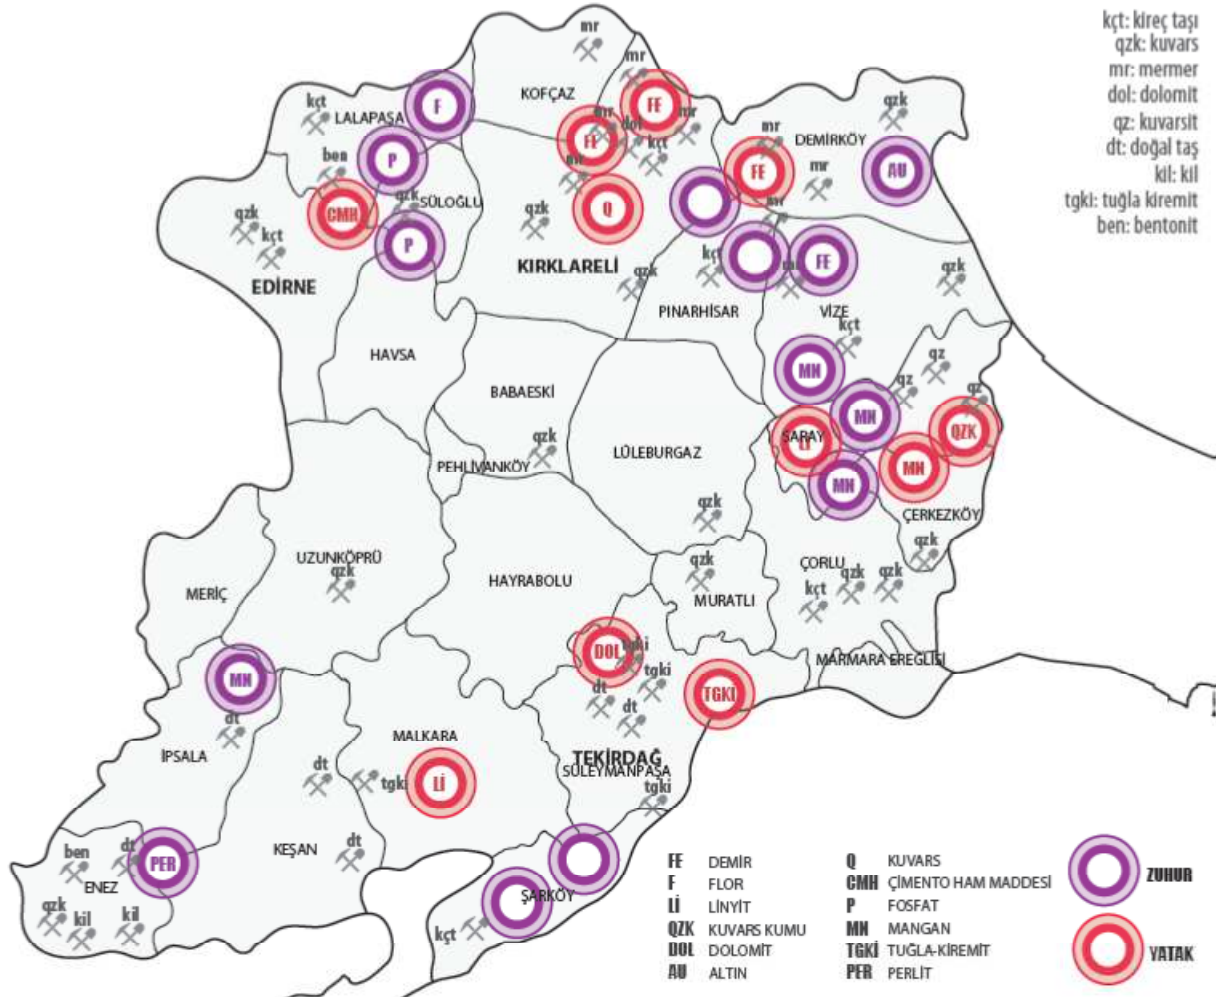 kçt: kireç taşı
qzk: kuvars
mr: mermer
dol: dolomit
qz: kuvarsit
dt: doğal taş
kil: kil
tgki: tuğla kiremit
ben: bentonit
mr
mr
KOFÇAZ
F
FE
kçt
LALAPAŞA
mr
dol
mr
FE
kçt
qzk
mr
DEMİRKÖY
P
ben
mr
FE
mr
AU
CMH
qzk
SÜLOĞLU
Q
qzk
qzk
mr
kçt
P
KIRKLARELİ
EDİRNE
qzk
kçt
FE
qzk
PINARHİSAR
VİZE
kçt
HAVSA
MN
qz
BABAESKİ
qz
qz
MN
SARAY
Lİ
QZK
qzk
PEHLİVANKÖY
LÜLEBURGAZ
MN
MN
qzk
ÇERKEZKÖY
UZUNKÖPRÜ
qzk
HAYRABOLU
qzk
MURATLI
ÇORLU
qzk
kçt
qzk
qzk
MERİÇ
DOL
tgki
tgki
MARMARA EREĞLİSİ
MN
dt
dt
TGKI
dt
İPSALA
MALKARA
TEKİRDAĞ
SÜLEYMANPAŞA
dt
tgki
Lİ
tgki
ben
dt
PER
KEŞAN
dt
ENEZ
ŞARKÖY
qzk
kil
kil
kçt
FE DEMİR
F FLOR
Lİ LİNYİT
QZK KUVARS KUMU
DOL DOLOMİT
AU ALTIN
Q KUVARS
CMH ÇİMENTO HAM MADDESİ
P FOSFAT
MN MANGAN
TGKİ TUĞLA-KİREMİT
PER PERLİT
ZUHUR
YATAK